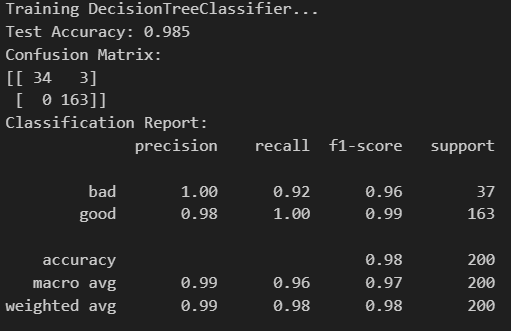 Training DecisionTreeClassifier...
Test Accuracy: 0.985
Confusion Matrix:
[[ 34   3]
 [  0 163]]
Classification Report:
              precision    recall  f1-score   support

         bad       1.00      0.92      0.96        37
        good       0.98      1.00      0.99       163

    accuracy                           0.98       200
   macro avg       0.99      0.96      0.97       200
weighted avg       0.99      0.98      0.98       200